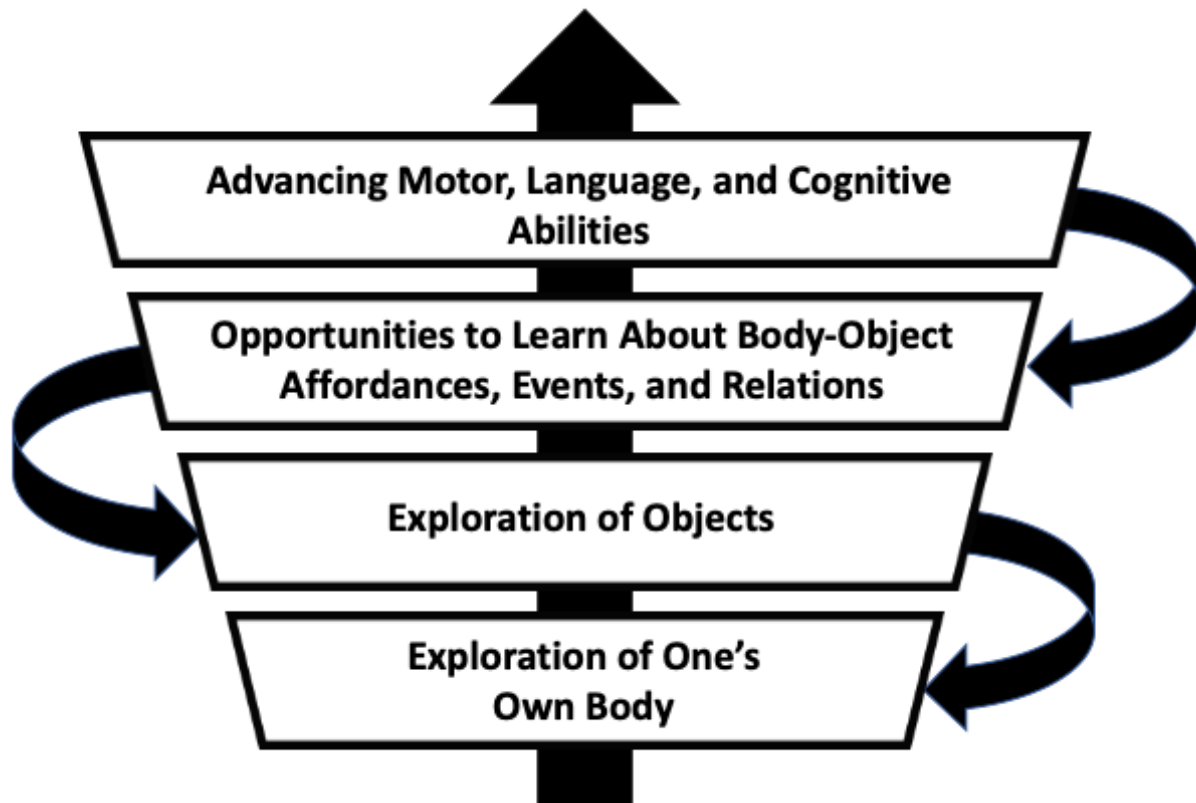 Advancing Motor, Language, and Cognitive
Abilities
Opportunities to Learn About Body-Object
Affordances, Events, and Relations
Exploration of Objects
Exploration of One’s
Own Body